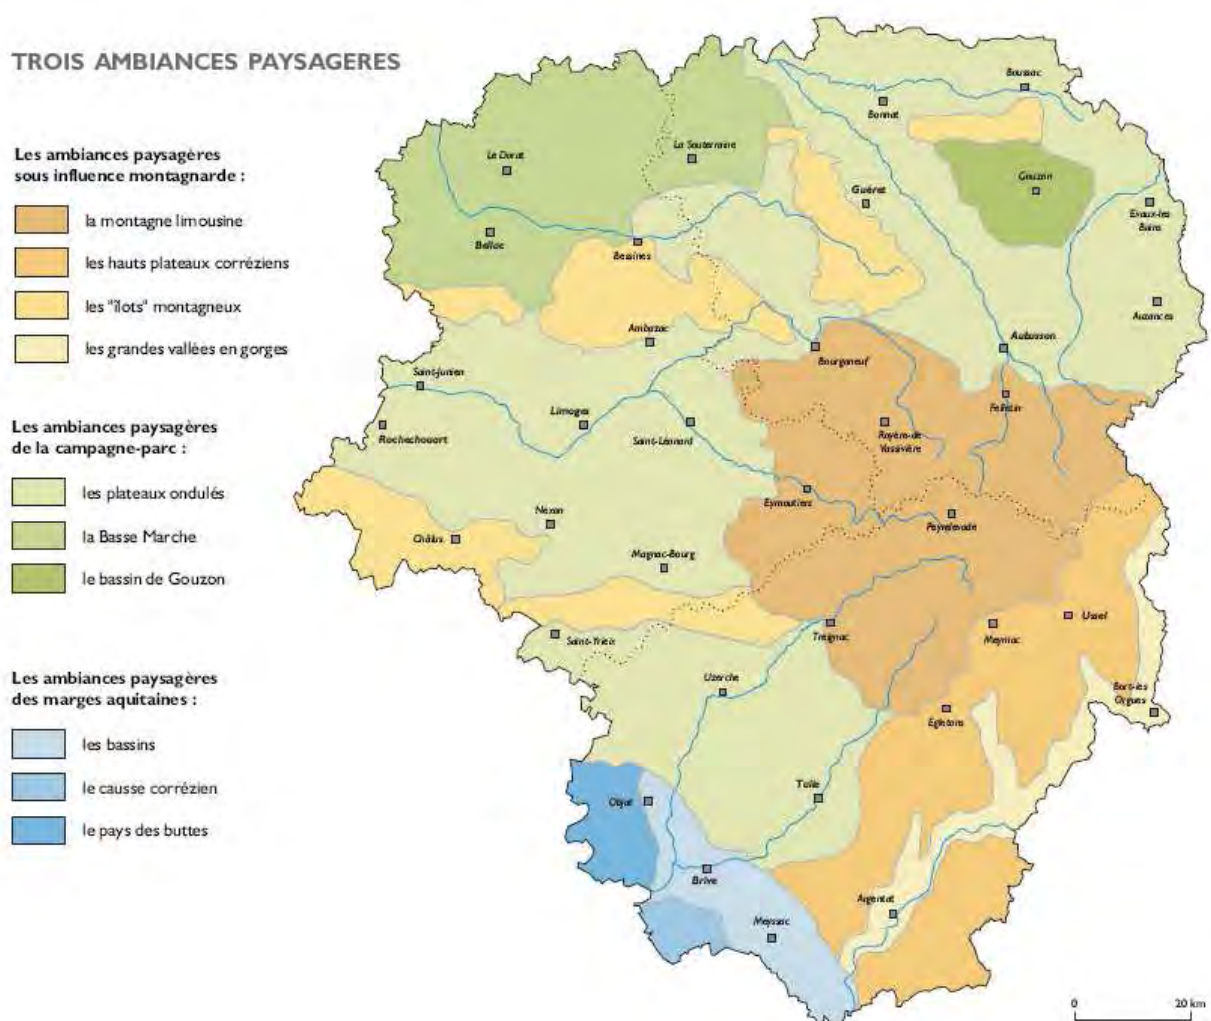 TROIS AMBIANCES PAYSAGERES
Les ambiances paysagères
sous influence montagnarde :
la montagne limousine
les hauts plateaux corréziens
les "îlots" montagneux
les grandes vallées en gorges
Les ambiances paysagères
de la campagne-parc :
les plateaux ondulés
la Basse Marche
le bassin de Gouzon
Les ambiances paysagères
des marges aquitaines :
les bassins
le causse corrézien
le pays des buttes
Boussac
Bonnat
La Souterraine
Le Dorat
Gouzon
Guéret
Evaux-les
Bains
Bellac
Bessines
Auzances
Ambazac
Aubusson
Bourganeuf
Saint-Junien
Felletin
Limoges
Rochechouart
Saint-Léonard
Royère-de
Vassivière
Eymoutiers
Peyrelevade
Nexon
Châlus
Magnac-Bourg
Saint-Yrieix
Treignac
Meymac
Ussel
Uzerche
Bort-les
Orgues
Egletons
Tulle
Objat
Brive
Argentat
Meyssac
0 20 km